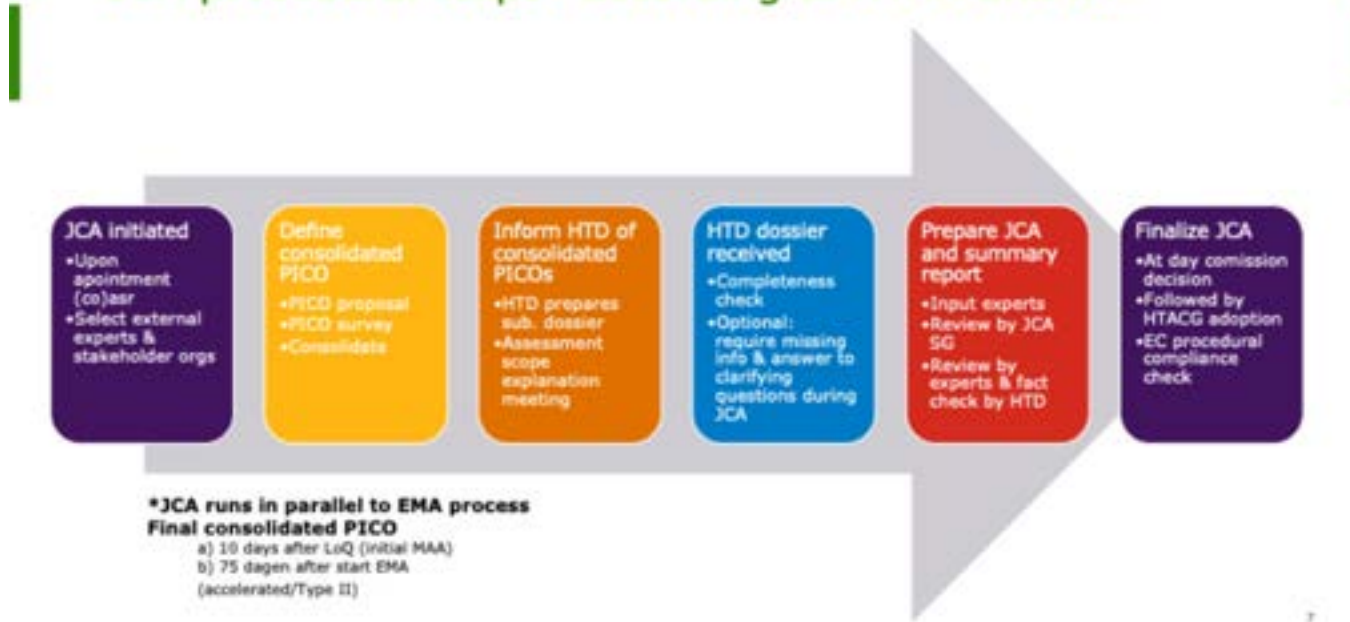 JCA initiated
•Upon
apointment
(co)asr
•Select external
experts &
stakeholder orgs
Define
consolidated
PICO
•PICO proposal
•PICO survey
•Consolidate
Inform HTD of
consolidated
PICOs
•HTD prepares
sub. dossier
•Assessment
scope
explanation
meeting
HTD dossier
received
•Completeness
check
•Optional:
require missing
info & answer to
clarifying
questions during
JCA
Prepare JCA
and summary
report
•Input experts
•Review by JCA
SG
•Review by
experts & fact
check by HTD
Finalize JCA
•At day comission
decision
•Followed by
HTACG adoption
•EC procedural
compliance
check
*JCA runs in parallel to EMA process
Final consolidated PICO
a) 10 days after LoQ (initial MAA)
b) 75 dagen after start EMA
(accelerated/Type II)
7